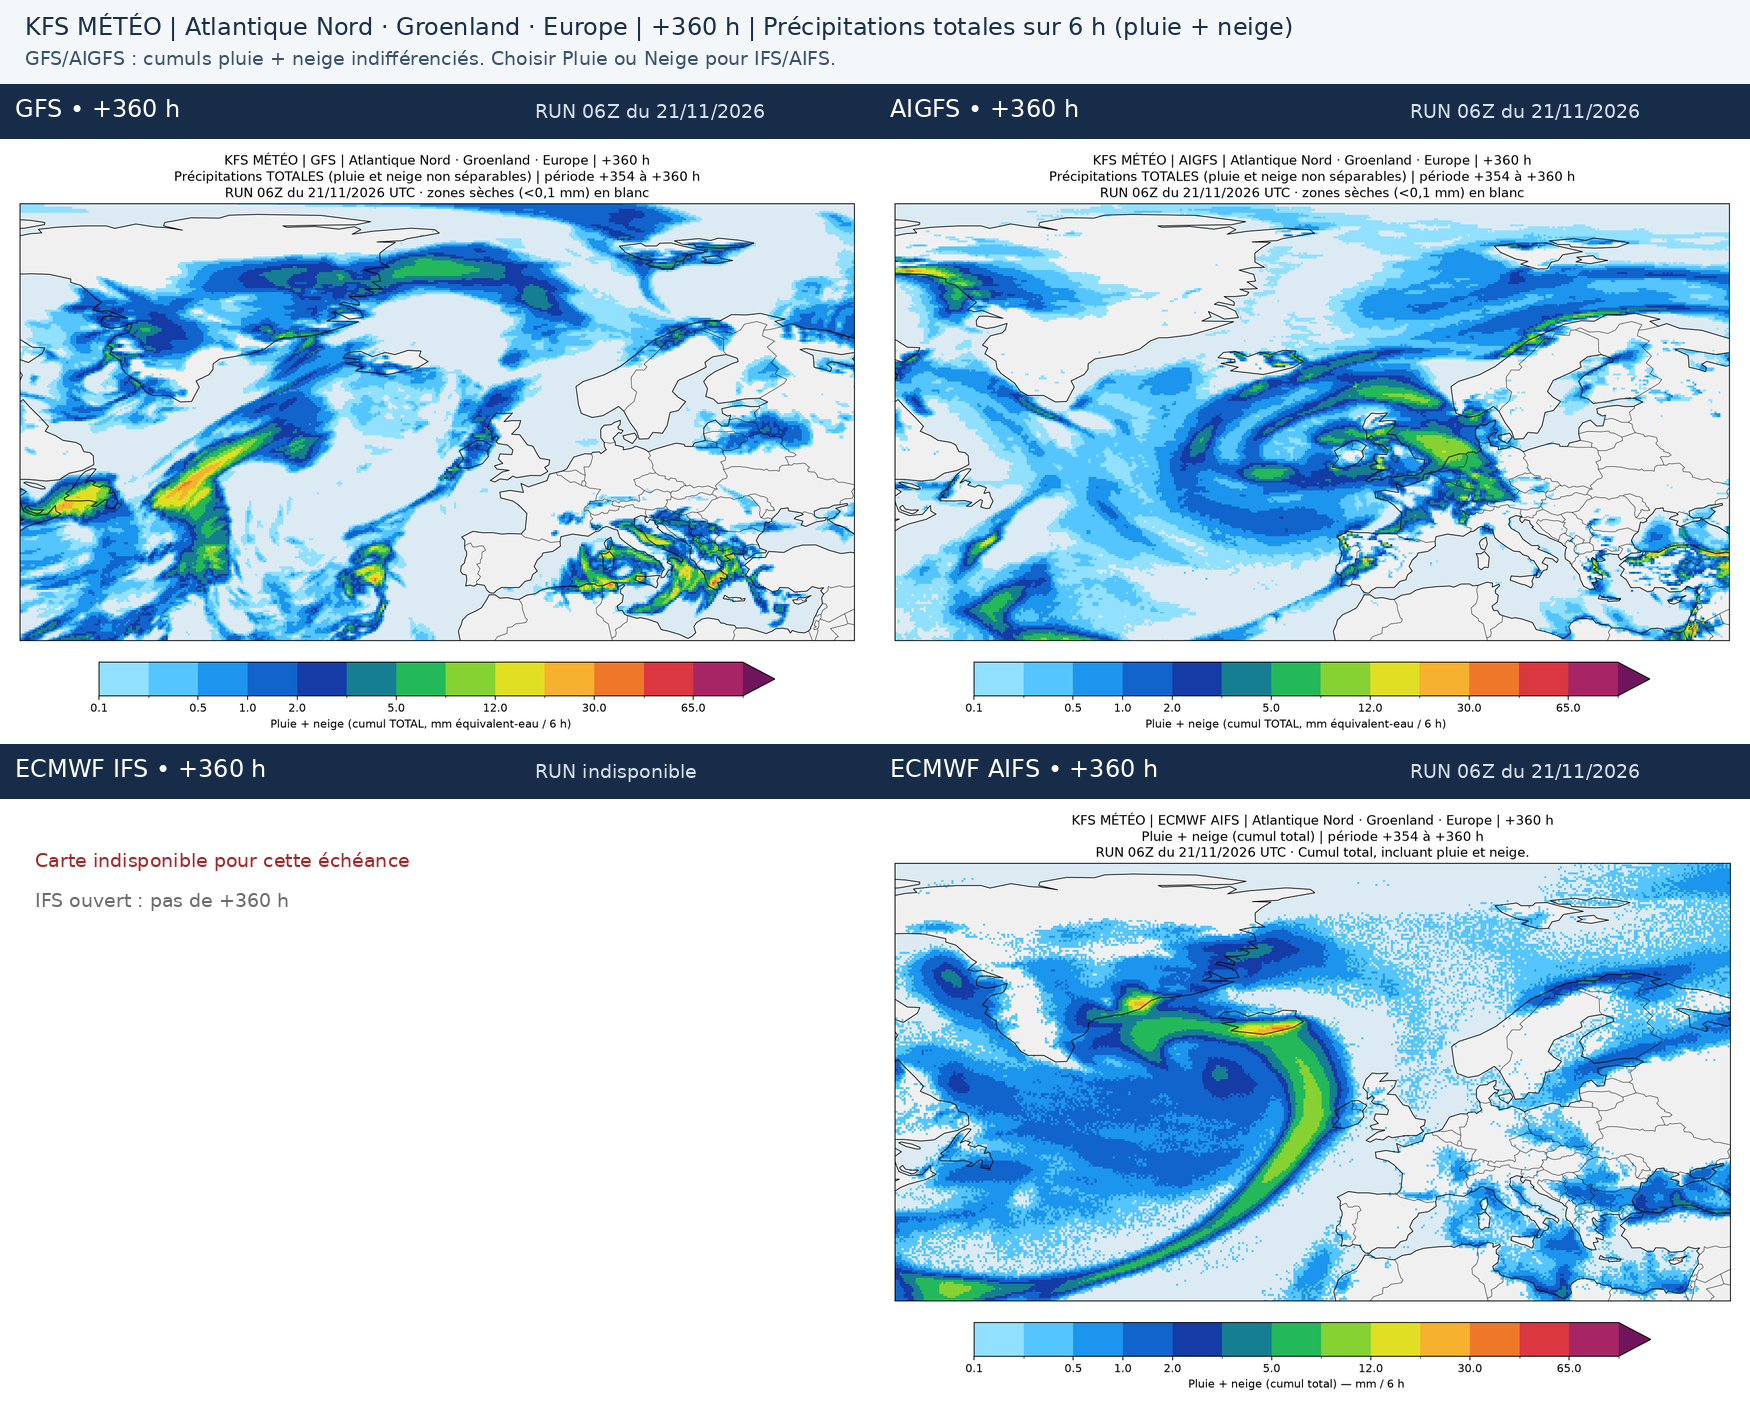 KFS MÉTÉO | Atlantique Nord · Groenland · Europe | +360 h | Précipitations totales sur 6 h (pluie + neige)
GFS/AIGFS : cumuls pluie + neige indifférenciés. Choisir Pluie ou Neige pour IFS/AIFS.
GFS • +360 h
RUN 06Z du 21/11/2026
KFS MÉTÉO | GFS | Atlantique Nord · Groenland · Europe | +360 h
Précipitations TOTALES (pluie et neige non séparables) | période +354 à +360 h
RUN 06Z du 21/11/2026 UTC · zones sèches (<0,1 mm) en blanc
0.1 0.5 1.0 2.0 5.0 12.0 30.0 65.0
Pluie + neige (cumul TOTAL, mm équivalent-eau / 6 h)
AIGFS • +360 h
RUN 06Z du 21/11/2026
KFS MÉTÉO | AIGFS | Atlantique Nord · Groenland · Europe | +360 h
Précipitations TOTALES (pluie et neige non séparables) | période +354 à +360 h
RUN 06Z du 21/11/2026 UTC · zones sèches (<0,1 mm) en blanc
0.1 0.5 1.0 2.0 5.0 12.0 30.0 65.0
Pluie + neige (cumul TOTAL, mm équivalent-eau / 6 h)
ECMWF IFS • +360 h
RUN indisponible
Carte indisponible pour cette échéance
IFS ouvert : pas de +360 h
ECMWF AIFS • +360 h
RUN 06Z du 21/11/2026
KFS MÉTÉO | ECMWF AIFS | Atlantique Nord · Groenland · Europe | +360 h
Pluie + neige (cumul total) | période +354 à +360 h
RUN 06Z du 21/11/2026 UTC · Cumul total, incluant pluie et neige.
0.1 0.5 1.0 2.0 5.0 12.0 30.0 65.0
Pluie + neige (cumul total) — mm / 6 h